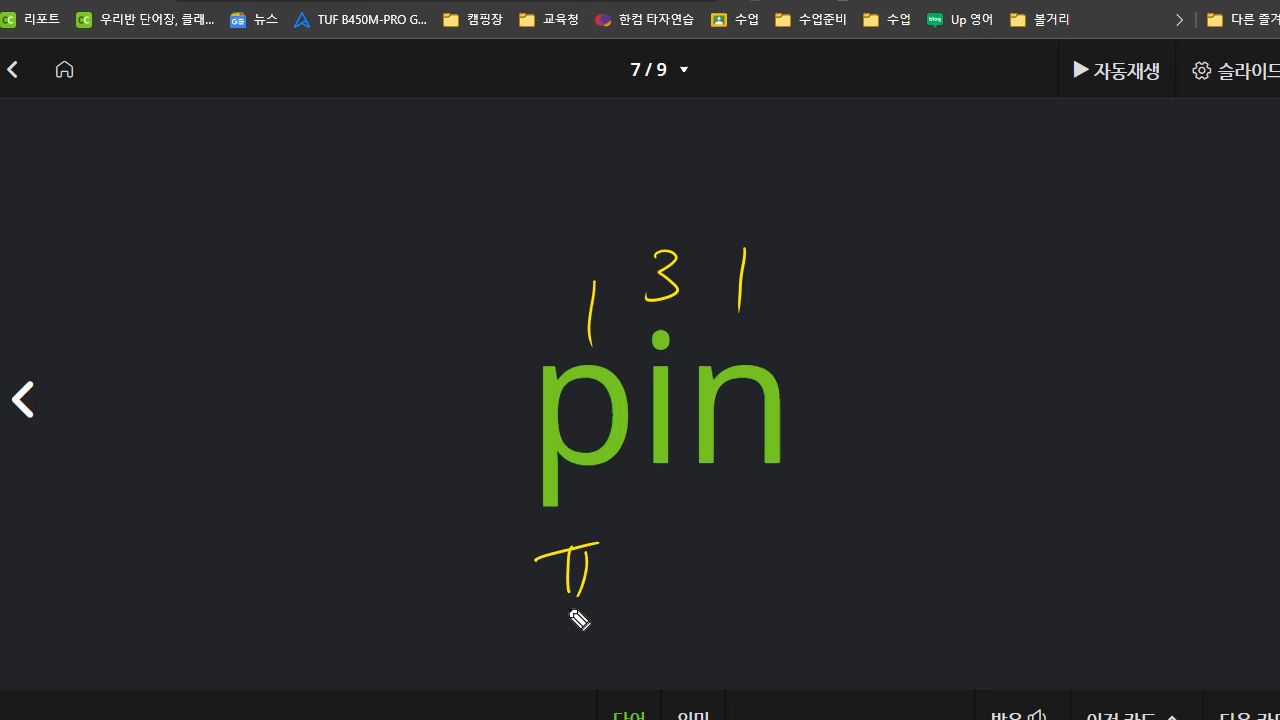 리포트 우리반 단어장, 클래... 뉴스 TUF B450M-PRO G... 캠핑장 교육청 한컴 타자연습 수업 수업준비 수업 Up 영어 볼거리 다른 즐겨
7 / 9 자동재생 슬라이드
1 3 1
pin
단어 의미 발음 이전 카드 다음 카드